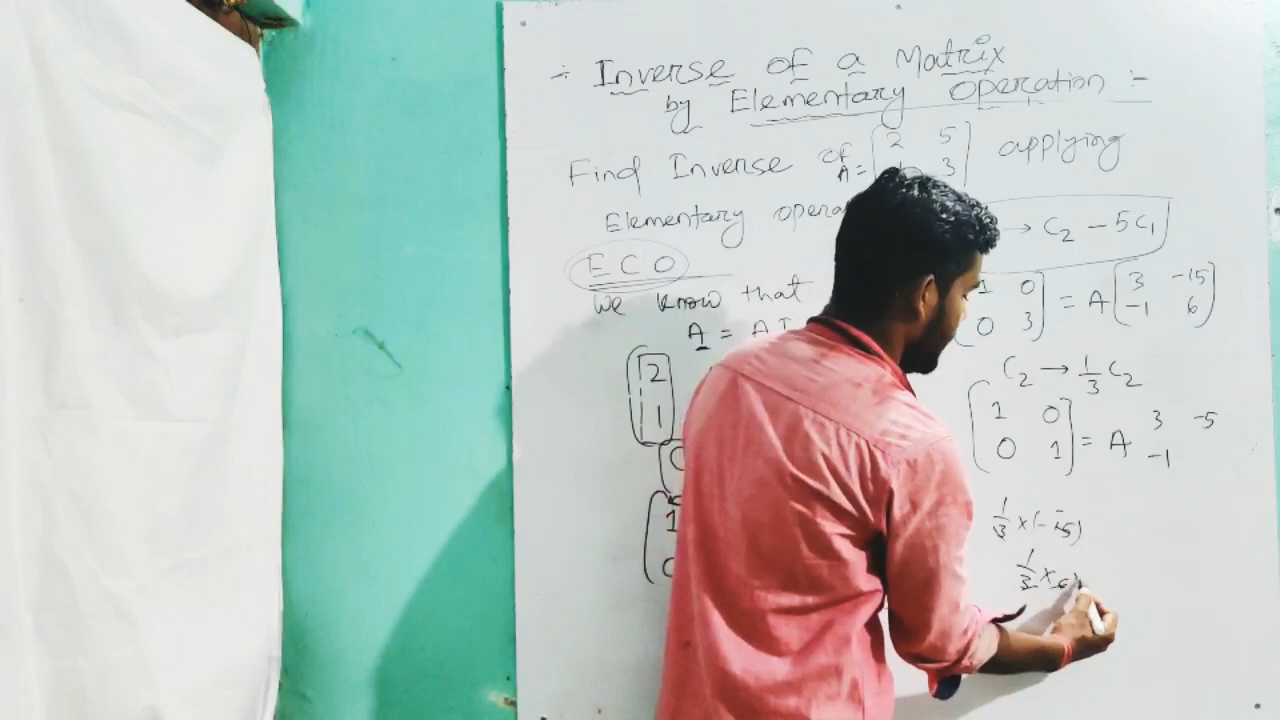 ÷ Inverse of a Matrix
by Elementary Operation :-
Find Inverse of A = [2 5
3] applying
Elementary → C₂ - 5C₁
ECO
We know that
A = A I
2
1
1
[1 0
0 3] = A [3 -15
-1 6]
C₂ → 1/3 C₂
[1 0
0 1] = A 3 -5
-1
1/3 × (-15)
1/3 × 6